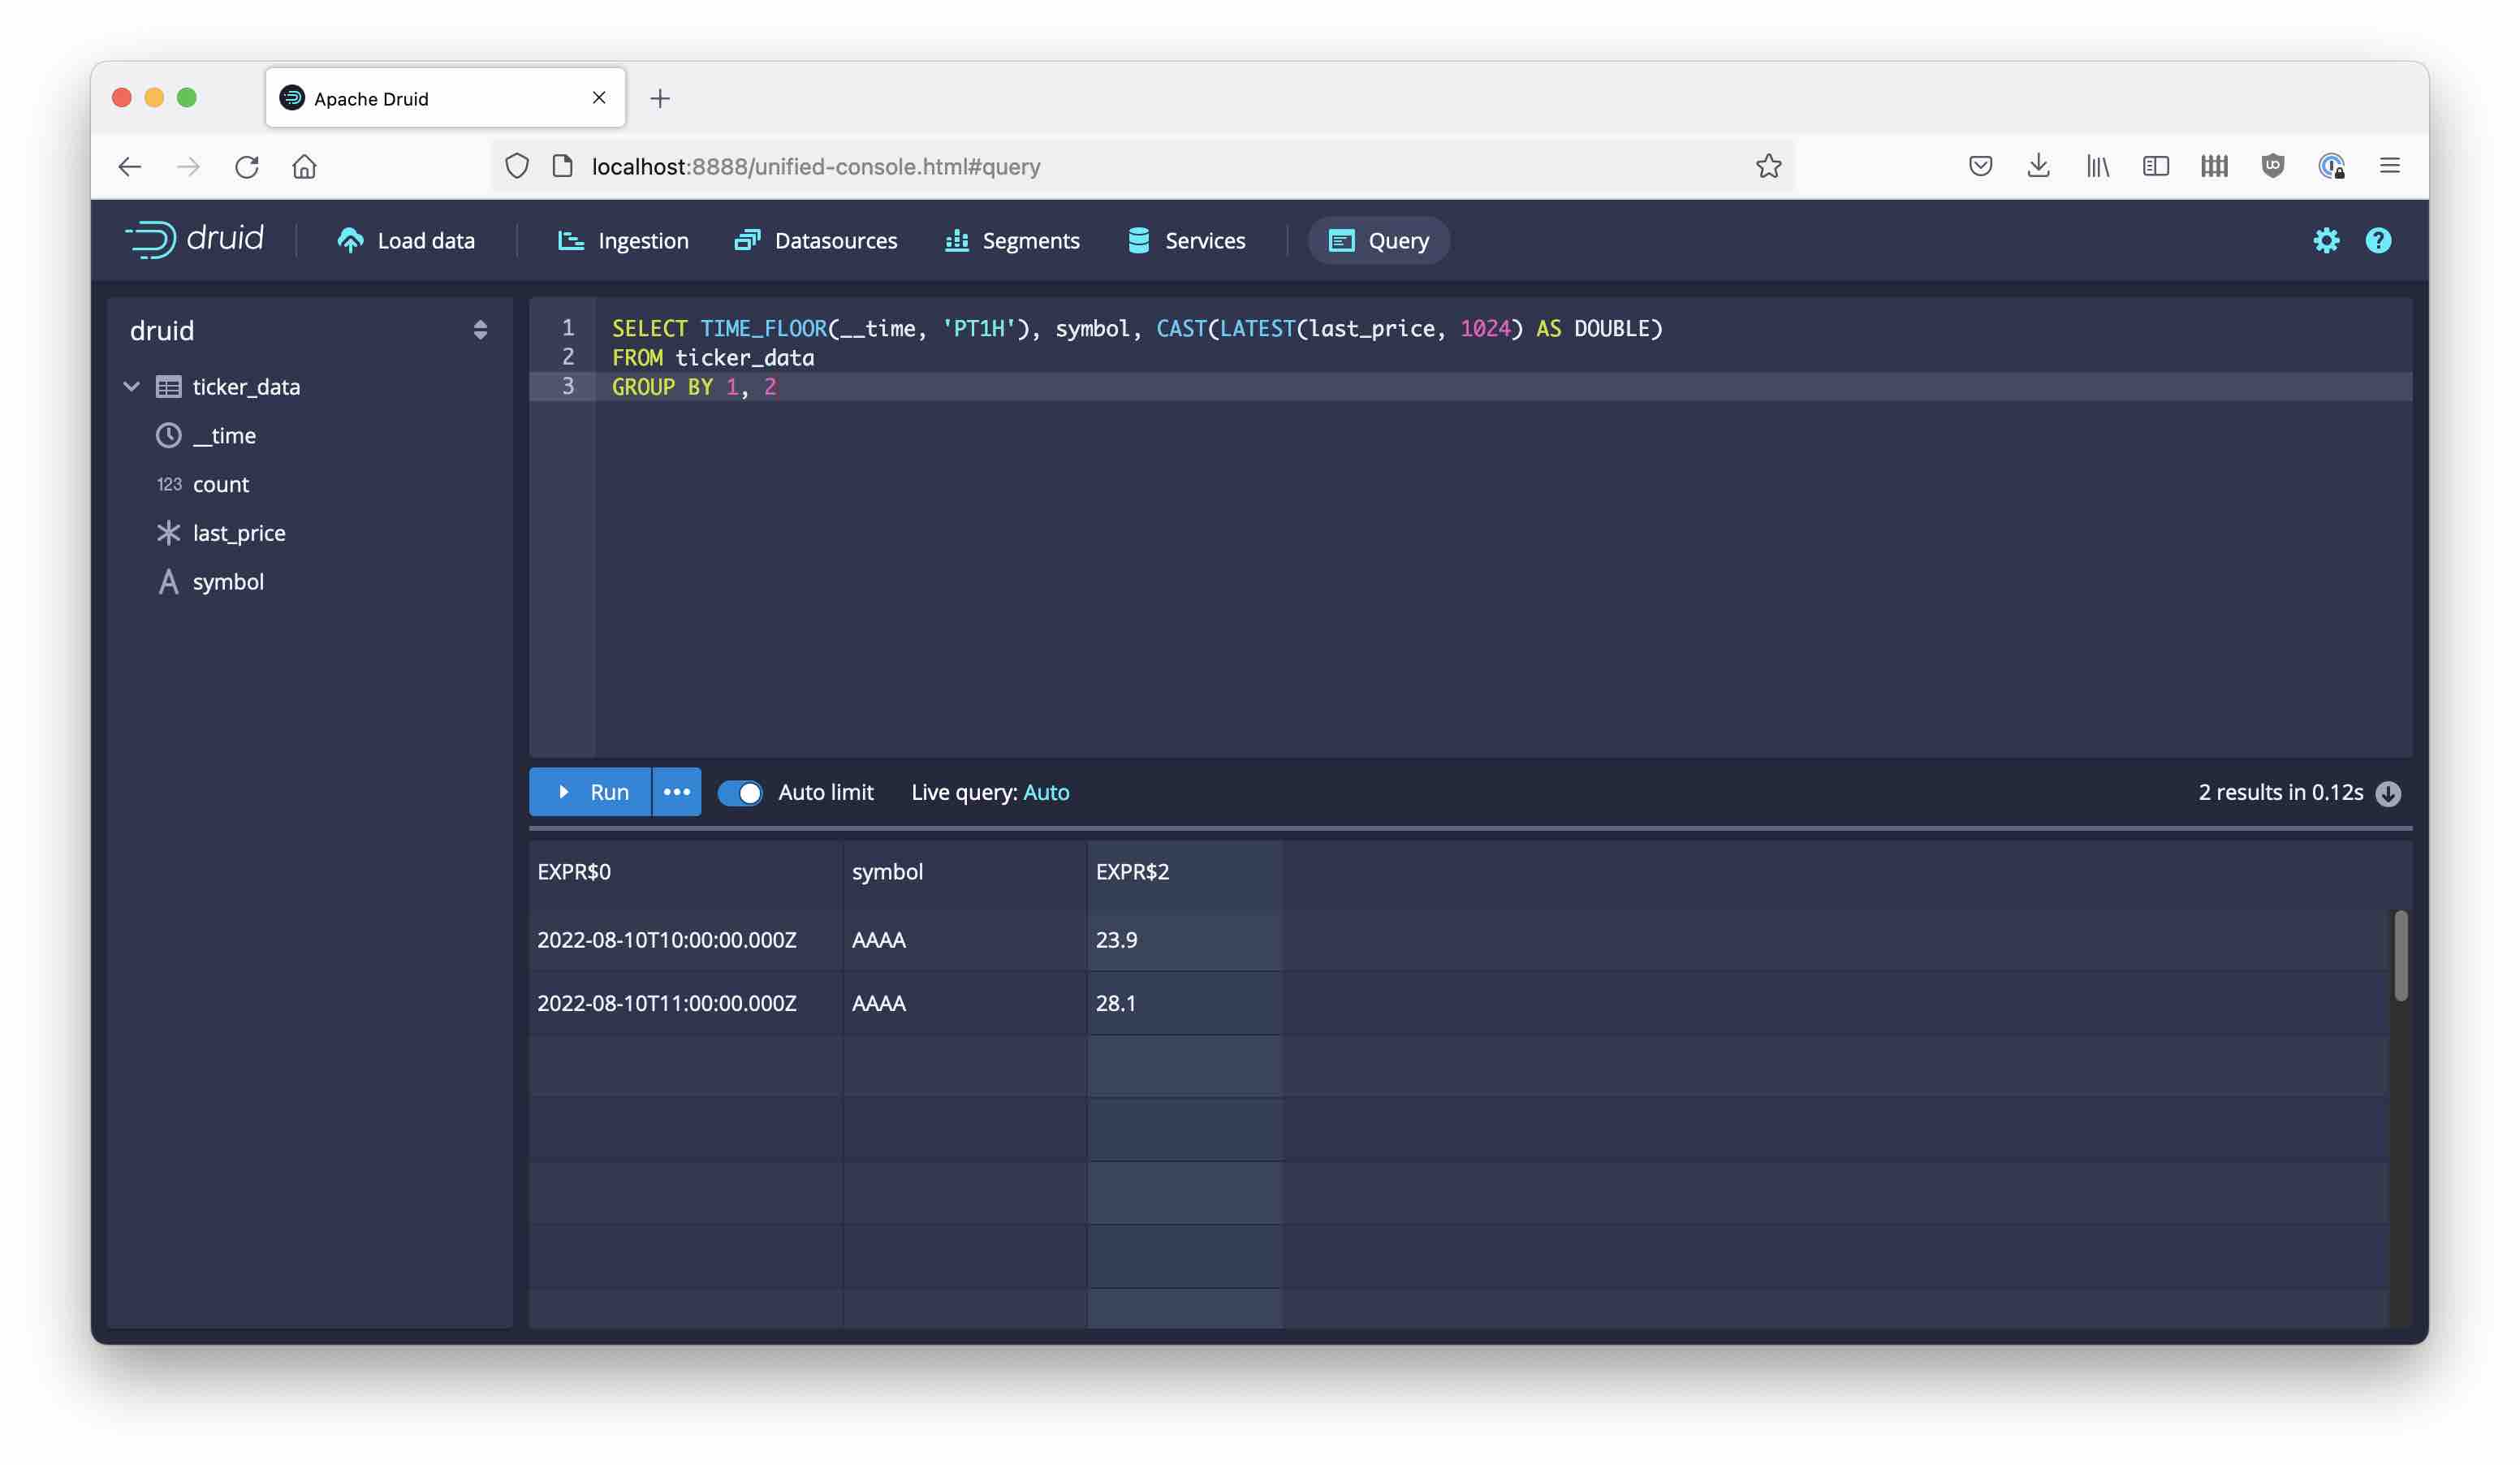 Apache Druid
localhost:8888/unified-console.html#query
druid Load data Ingestion Datasources Segments Services Query
druid
ticker_data
__time
123 count
last_price
A symbol
1 SELECT TIME_FLOOR(__time, 'PT1H'), symbol, CAST(LATEST(last_price, 1024) AS DOUBLE)
2 FROM ticker_data
3 GROUP BY 1, 2
Run Auto limit Live query: Auto 2 results in 0.12s
EXPR$0 symbol EXPR$2
2022-08-10T10:00:00.000Z AAAA 23.9
2022-08-10T11:00:00.000Z AAAA 28.1